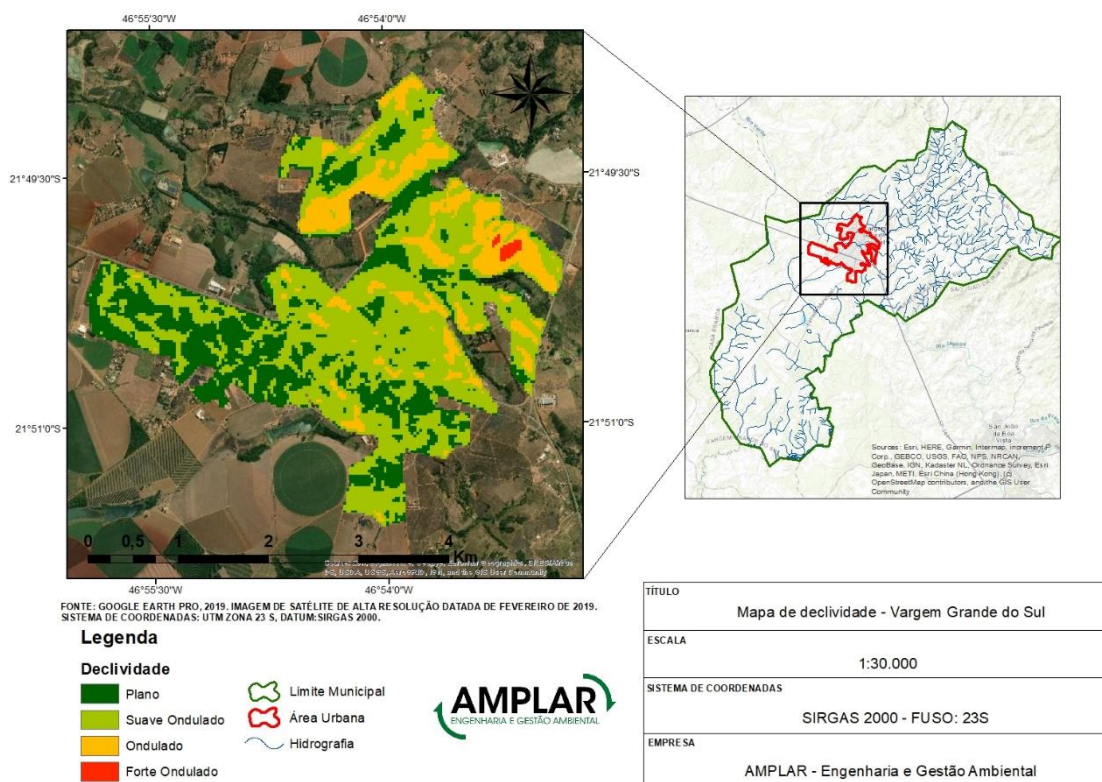 46°55'30"W
46°54'0"W
W
21°49'30"S
21°49'30"S
21°51'0"S
21°51'0"S
0 0,5 1 2 3 4
Km
46°55'30"W
46°54'0"W
São João
da Boa
Vista
Sources: Esri, HERE, Garmin, Intermap, increment P
Corp., GEBCO, USGS, FAO, NPS, NRCAN,
GeoBase, IGN, Kadaster NL, Ordnance Survey, Esri
Japan, METI, Esri China (Hong Kong), (c)
OpenStreetMap contributors, and the GIS User
Community
FONTE: GOOGLE EARTH PRO, 2019. IMAGEM DE SATÉLITE DE ALTA RESOLUÇÃO DATADA DE FEVEREIRO DE 2019.
SISTEMA DE COORDENADAS: UTM ZONA 23 S, DATUM:SIRGAS 2000.
Legenda
Declividade
Plano
Suave Ondulado
Ondulado
Forte Ondulado
Limite Municipal
Área Urbana
Hidrografia
AMPLAR
ENGENHARIA E GESTÃO AMBIENTAL
TÍTULO
Mapa de declividade - Vargem Grande do Sul
ESCALA
1:30.000
SISTEMA DE COORDENADAS
SIRGAS 2000 - FUSO: 23S
EMPRESA
AMPLAR - Engenharia e Gestão Ambiental